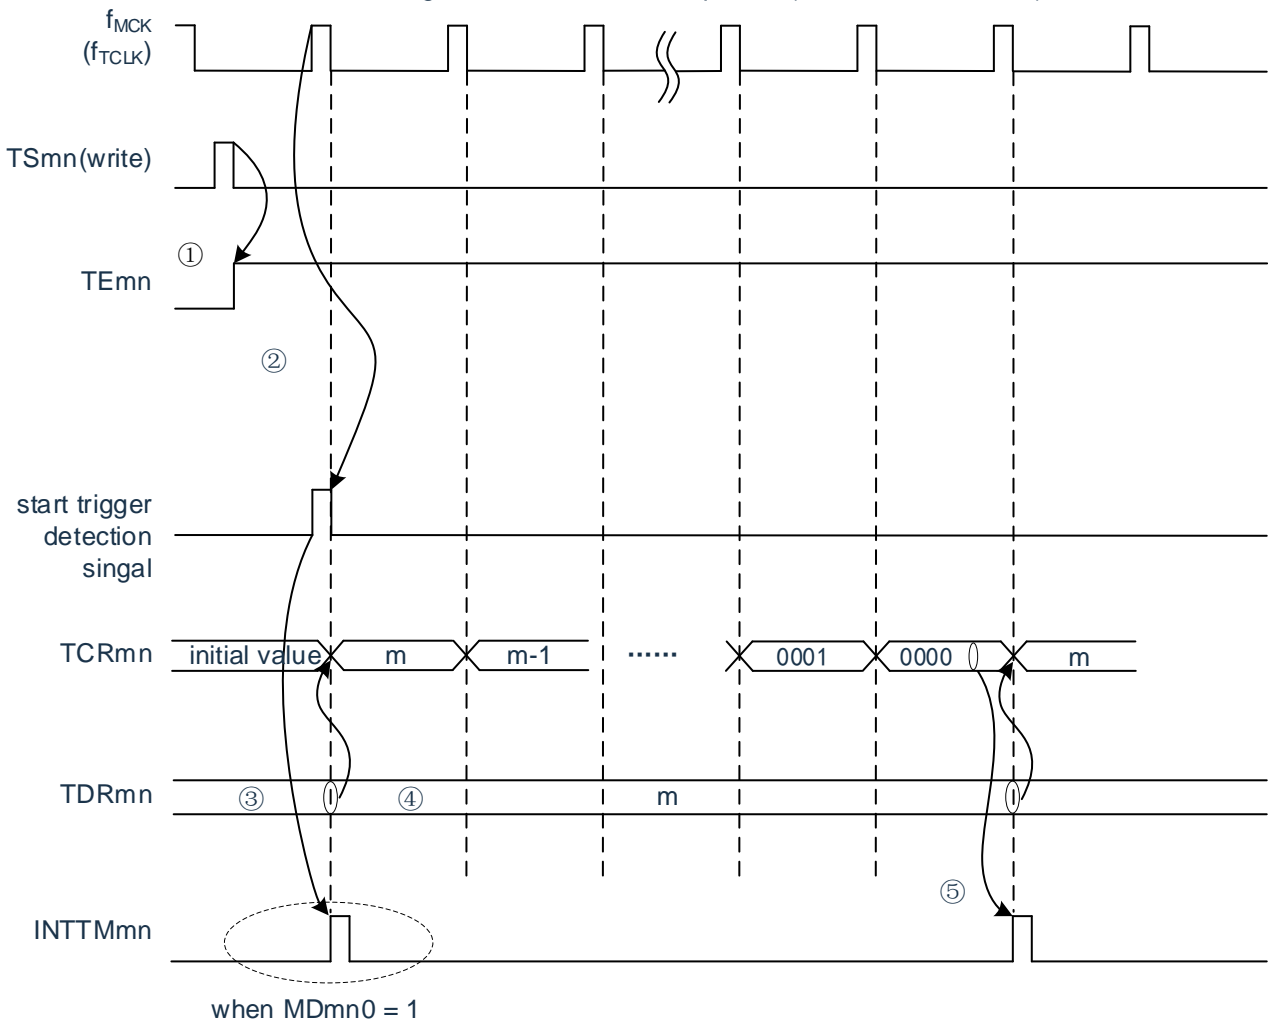 fMCK
(fTCLK)
TSmn(write)
①
TEmn
②
start trigger
detection
singal
TCRmn
initial value
m
m-1
······
0001
0000
m
TDRmn
③
④
m
⑤
INTTMmn
when MDmn0 = 1